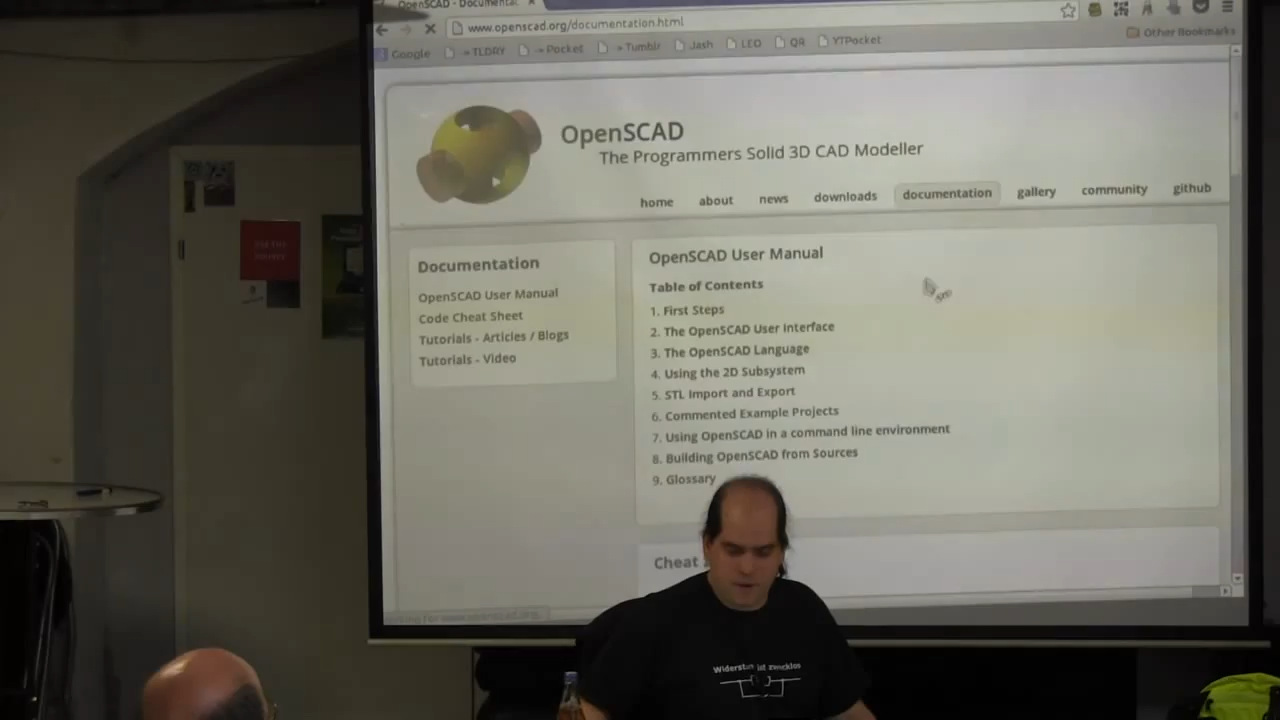 OpenSCAD - Documentat
www.openscad.org/documentation.html
Google -> TLDRY -> Pocket -> Tumblr Jash LEO QR YTPocket Other Bookmarks
OpenSCAD
The Programmers Solid 3D CAD Modeller
home about news downloads documentation gallery community github
Documentation
OpenSCAD User Manual
Code Cheat Sheet
Tutorials - Articles / Blogs
Tutorials - Video
OpenSCAD User Manual
Table of Contents
1. First Steps
2. The OpenSCAD User Interface
3. The OpenSCAD Language
4. Using the 2D Subsystem
5. STL Import and Export
6. Commented Example Projects
7. Using OpenSCAD in a command line environment
8. Building OpenSCAD from Sources
9. Glossary
Cheat
Widerstand ist zwecklos